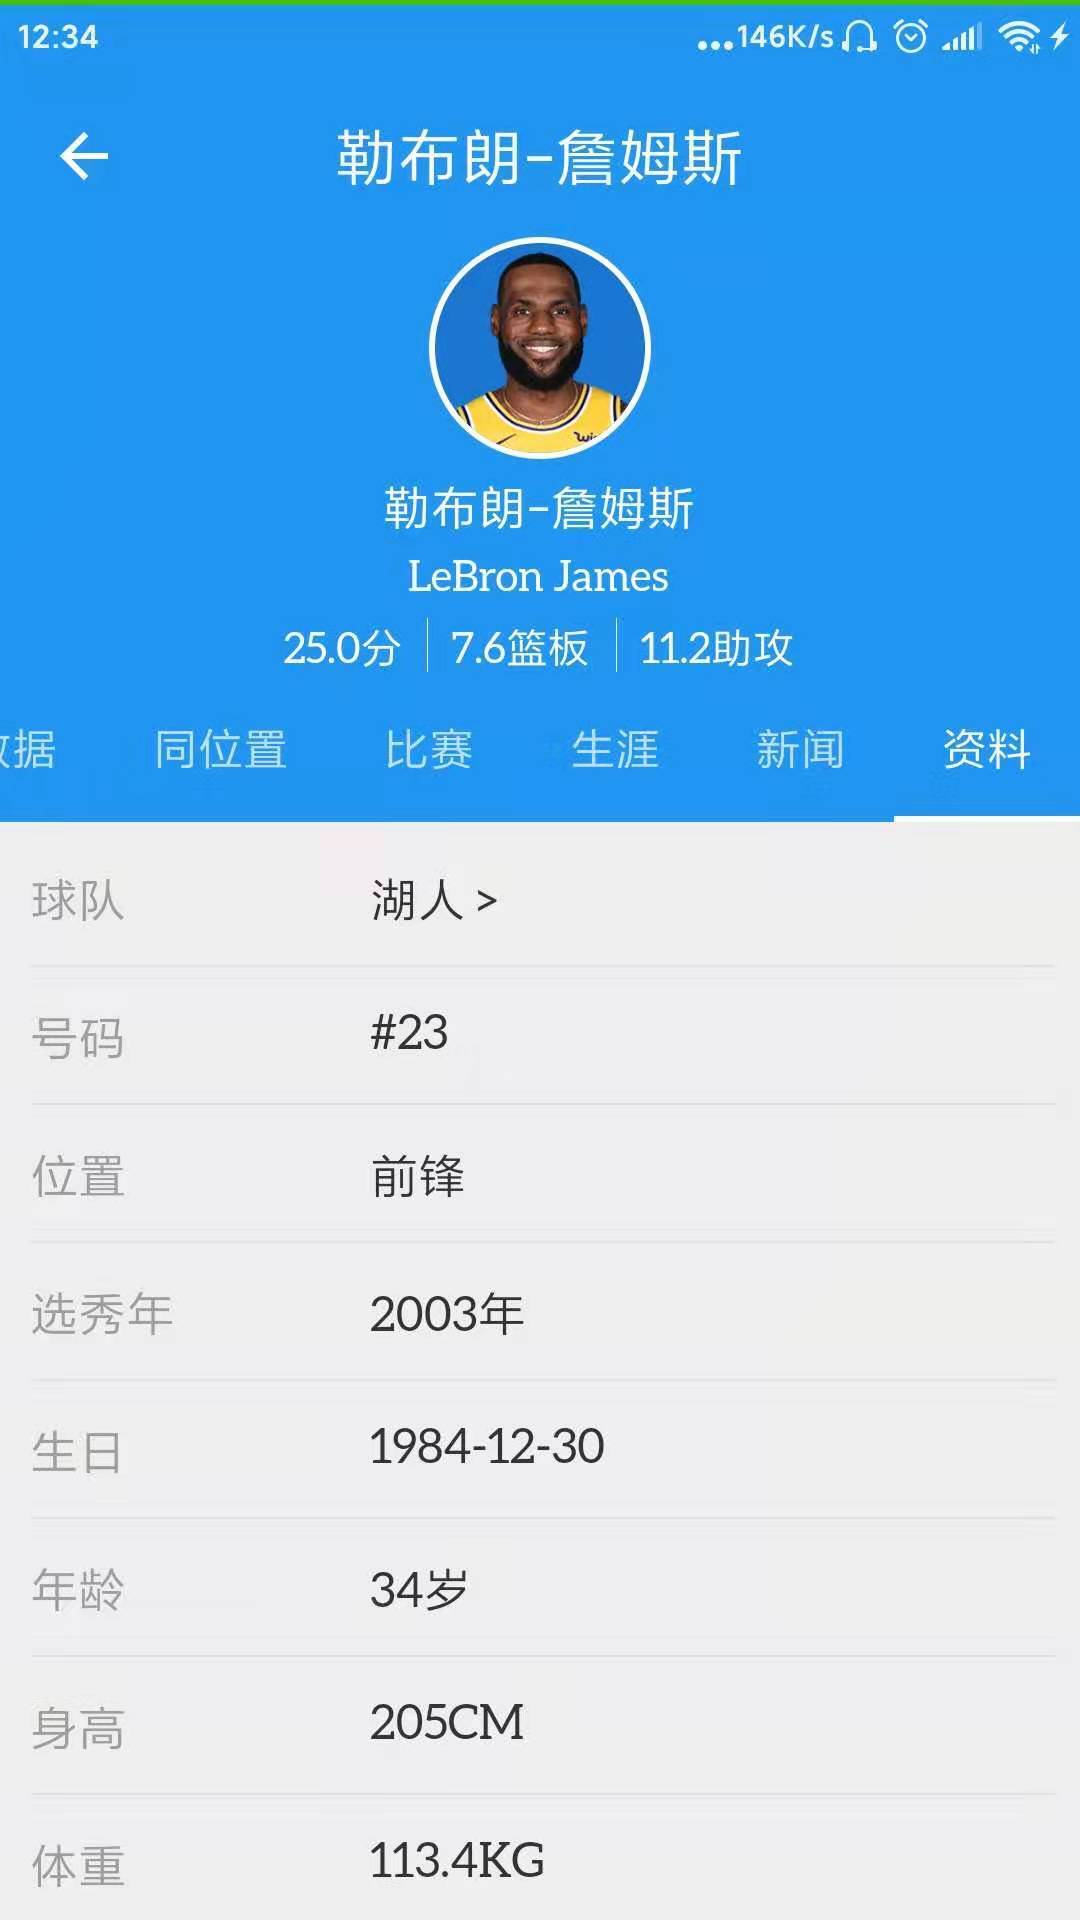 12:34 ...146K/s
勒布朗-詹姆斯
勒布朗-詹姆斯
LeBron James
25.0分 7.6篮板 11.2助攻
据 同位置 比赛 生涯 新闻 资料
球队 湖人 >
号码 #23
位置 前锋
选秀年 2003年
生日 1984-12-30
年龄 34岁
身高 205CM
体重 113.4KG